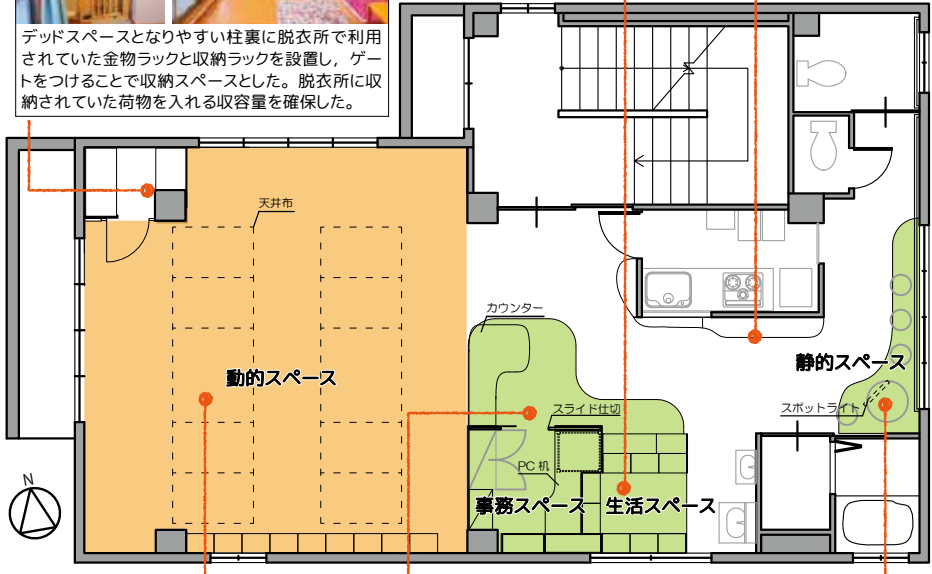 デッドスペースとなりやすい柱裏に脱衣所で利用
されていた金物ラックと収納ラックを設置し，ゲー
トをつけることで収納スペースとした。脱衣所に収
納されていた荷物を入れる収容量を確保した。
天井布
カウンター
動的スペース
静的スペース
スライド仕切
スポットライト
PC 机
事務スペース
生活スペース
N